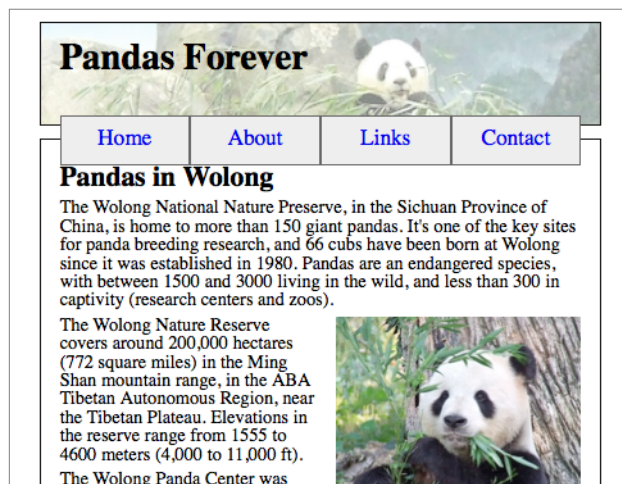 Pandas Forever
Home About Links Contact
Pandas in Wolong
The Wolong National Nature Preserve, in the Sichuan Province of
China, is home to more than 150 giant pandas. It's one of the key sites
for panda breeding research, and 66 cubs have been born at Wolong
since it was established in 1980. Pandas are an endangered species,
with between 1500 and 3000 living in the wild, and less than 300 in
captivity (research centers and zoos).
The Wolong Nature Reserve
covers around 200,000 hectares
(772 square miles) in the Ming
Shan mountain range, in the ABA
Tibetan Autonomous Region, near
the Tibetan Plateau. Elevations in
the reserve range from 1555 to
4600 meters (4,000 to 11,000 ft).
The Wolong Panda Center was